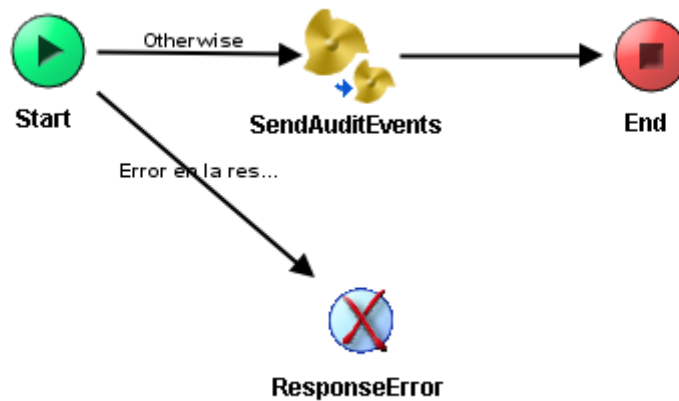 Otherwise
Start
SendAuditEvents
End
Error en la res...
ResponseError